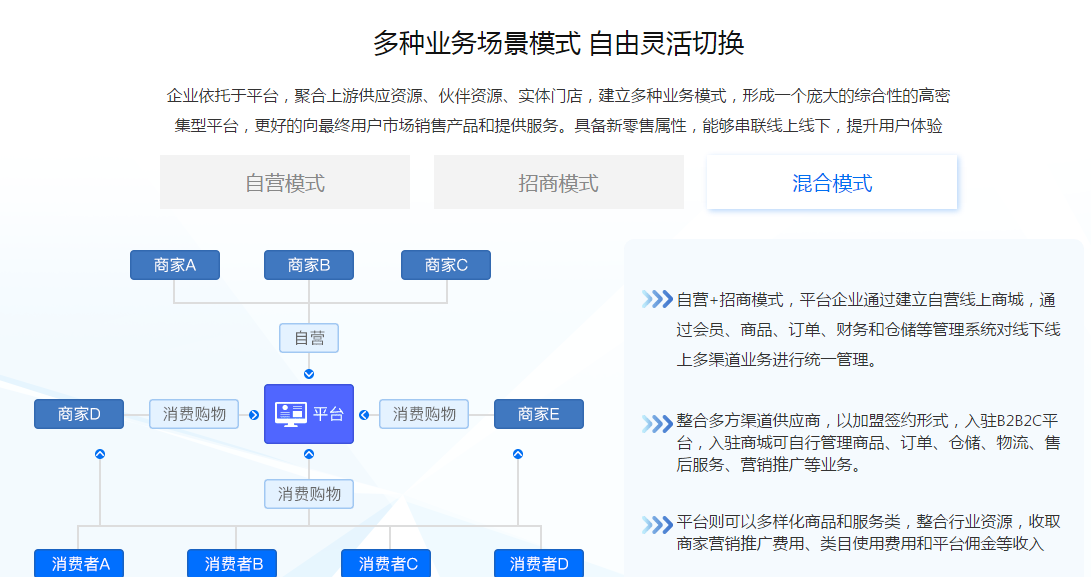 多种业务场景模式 自由灵活切换
企业依托于平台，聚合上游供应资源、伙伴资源、实体门店，建立多种业务模式，形成一个庞大的综合性的高密
集型平台，更好的向最终用户市场销售产品和提供服务。具备新零售属性，能够串联线上线下，提升用户体验
自营模式
招商模式
混合模式
商家A
商家B
商家C
自营
商家D
消费购物
平台
消费购物
商家E
消费购物
消费者A
消费者B
消费者C
消费者D
自营+招商模式，平台企业通过建立自营线上商城，通
过会员、商品、订单、财务和仓储等管理系统对线下线
上多渠道业务进行统一管理。
整合多方渠道供应商，以加盟签约形式，入驻B2B2C平
台，入驻商城可自行管理商品、订单、仓储、物流、售
后服务、营销推广等业务。
平台则可以多样化商品和服务类，整合行业资源，收取
商家营销推广费用、类目使用费用和平台佣金等收入